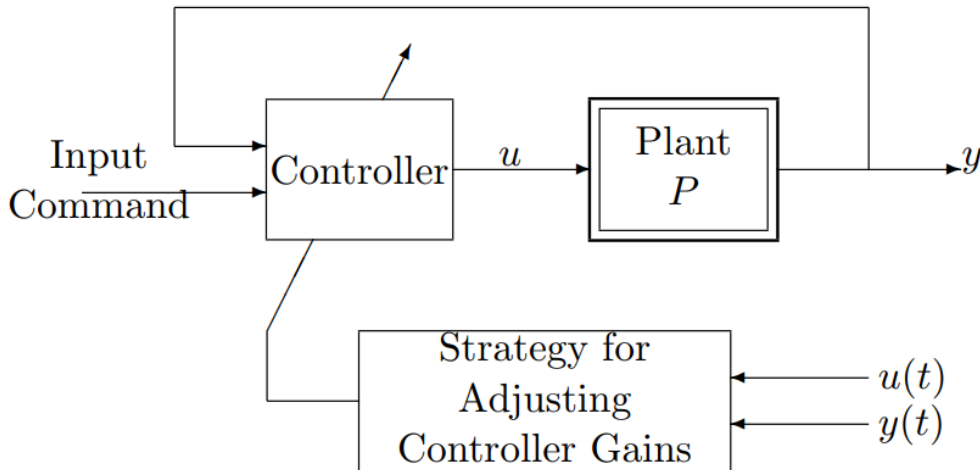 Input
Command
Controller
u
Plant
P
y
Strategy for
Adjusting
Controller Gains
u(t)
y(t)